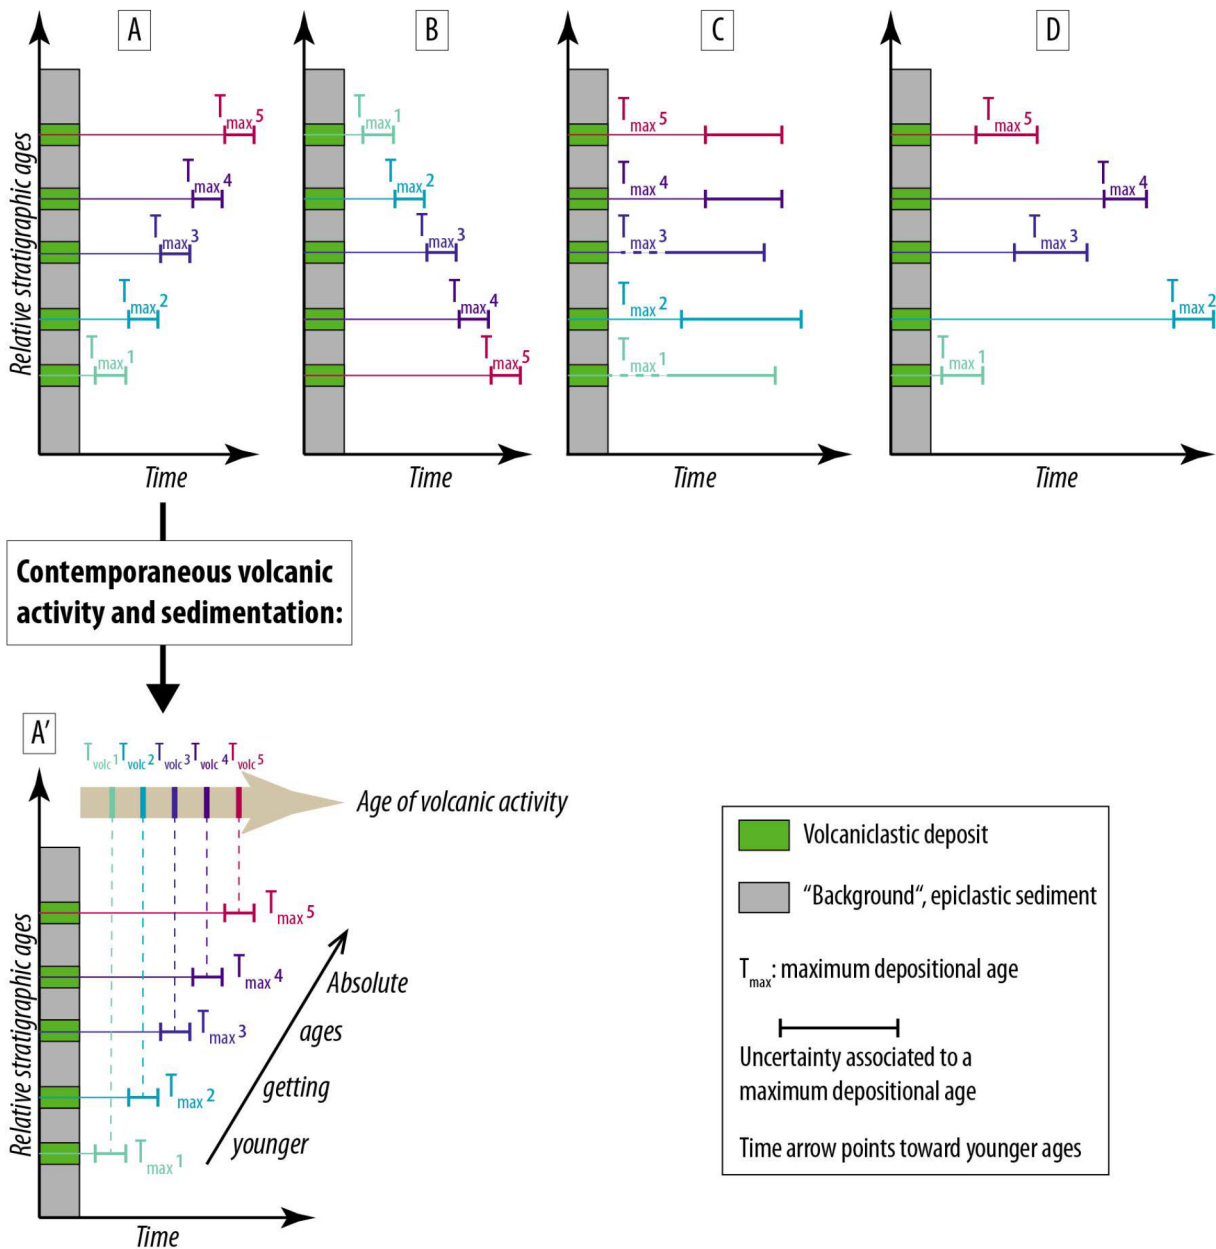 A
B
C
D
Relative stratigraphic ages
Tmax5
Tmax4
Tmax3
Tmax2
Tmax1
Time
Tmax1
Tmax2
Tmax3
Tmax4
Tmax5
Time
Tmax5
Tmax4
Tmax3
Tmax2
Tmax1
Time
Tmax5
Tmax4
Tmax3
Tmax2
Tmax1
Time
Contemporaneous volcanic
activity and sedimentation:
A'
Tvolc1 Tvolc2 Tvolc3 Tvolc4 Tvolc5
Age of volcanic activity
Relative stratigraphic ages
Tmax5
Tmax4
Tmax3
Tmax2
Tmax1
Absolute
ages
getting
younger
Time
Volcaniclastic deposit
"Background“, epiclastic sediment
Tmax: maximum depositional age
Uncertainty associated to a
maximum depositional age
Time arrow points toward younger ages